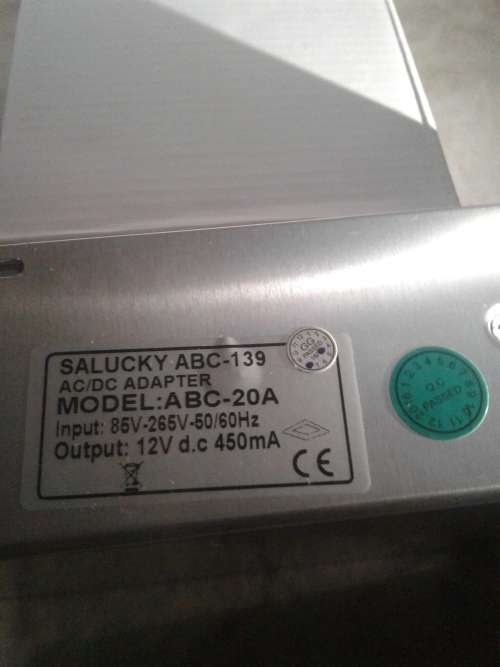 SALUCKY ABC-139
AC/DC ADAPTER
MODEL:ABC-20A
Input: 85V-265V-50/60Hz
Output: 12V d.c 450mA
CE
Q.C
PASSED